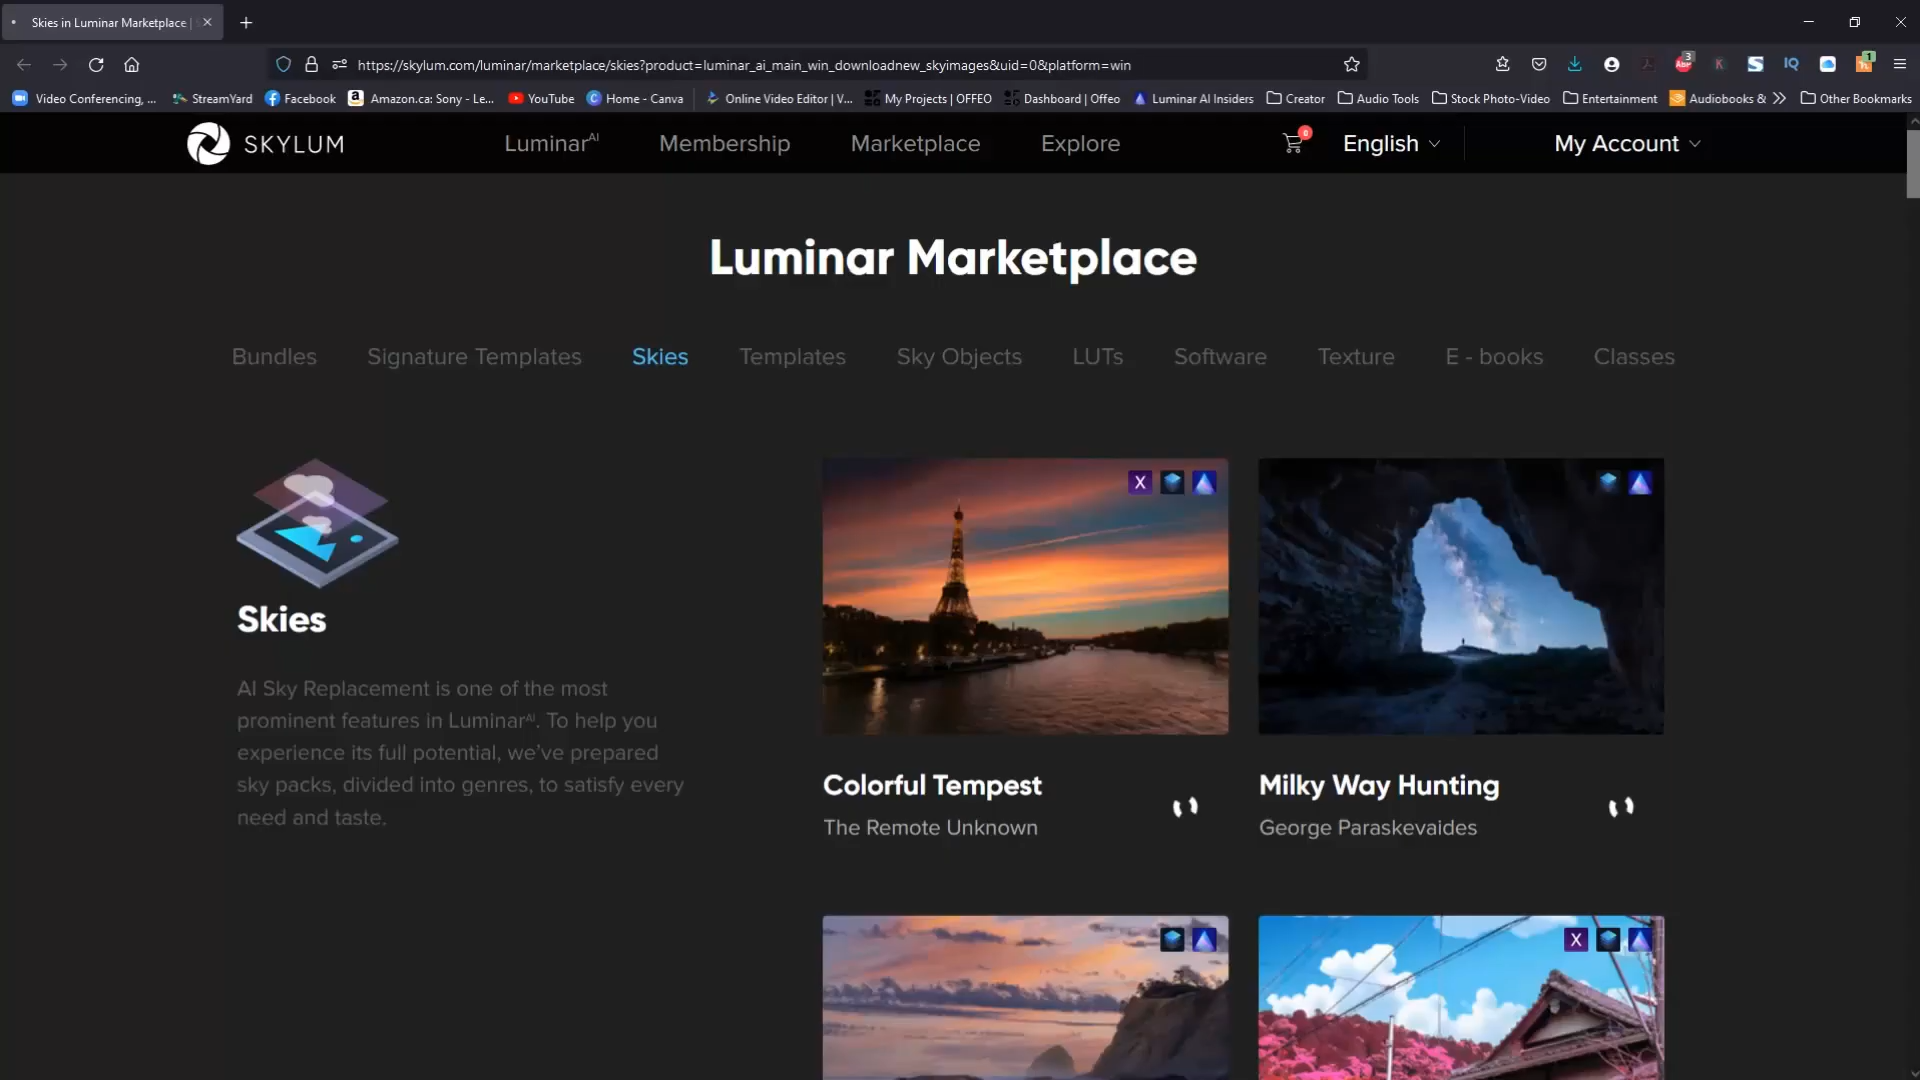 Skies in Luminar Marketplace |
https://skylum.com/luminar/marketplace/skies?product=luminar_ai_main_win_downloadnew_skyimages&uid=0&platform=win
3
ABP
K
S
IQ
1
Video Conferencing, ...
StreamYard
Facebook
Amazon.ca: Sony - Le...
YouTube
Home - Canva
Online Video Editor | V...
My Projects | OFFEO
Dashboard | Offeo
Luminar AI Insiders
Creator
Audio Tools
Stock Photo-Video
Entertainment
Audiobooks &
Other Bookmarks
SKYLUM
LuminarAI
Membership
Marketplace
Explore
0
English
My Account
Luminar Marketplace
Bundles
Signature Templates
Skies
Templates
Sky Objects
LUTs
Software
Texture
E - books
Classes
X
Skies
AI Sky Replacement is one of the most
prominent features in LuminarAI. To help you
experience its full potential, we’ve prepared
sky packs, divided into genres, to satisfy every
need and taste.
Colorful Tempest
The Remote Unknown
Milky Way Hunting
George Paraskevaides
X